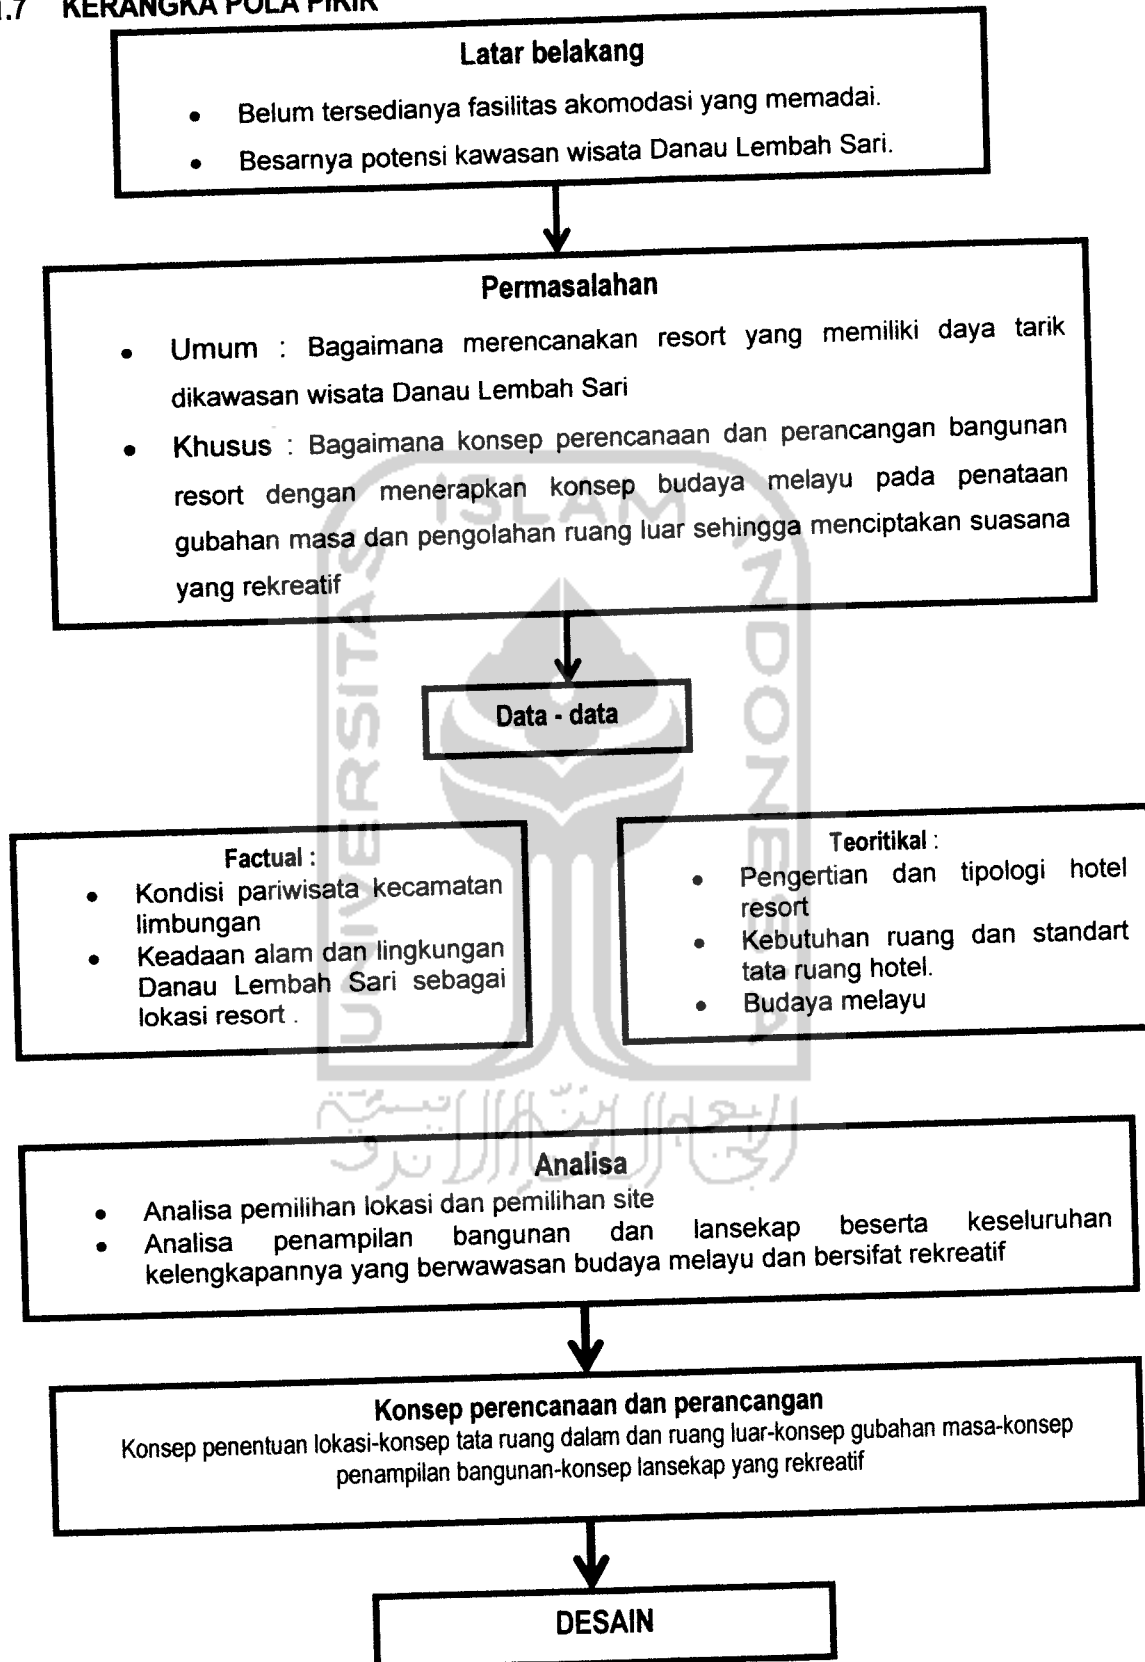 1.7 KERANGKA POLA PIKIR
Latar belakang
• Belum tersedianya fasilitas akomodasi yang memadai.
• Besarnya potensi kawasan wisata Danau Lembah Sari.
Permasalahan
• Umum : Bagaimana merencanakan resort yang memiliki daya tarik
dikawasan wisata Danau Lembah Sari
• Khusus : Bagaimana konsep perencanaan dan perancangan bangunan
resort dengan menerapkan konsep budaya melayu pada penataan
gubahan masa dan pengolahan ruang luar sehingga menciptakan suasana
yang rekreatif
Data - data
Factual :
• Kondisi pariwisata kecamatan
limbungan
• Keadaan alam dan lingkungan
Danau Lembah Sari sebagai
lokasi resort .
Teoritikal :
• Pengertian dan tipologi hotel
resort
• Kebutuhan ruang dan standart
tata ruang hotel.
• Budaya melayu
Analisa
• Analisa pemilihan lokasi dan pemilihan site
• Analisa penampilan bangunan dan lansekap beserta keseluruhan
kelengkapannya yang berwawasan budaya melayu dan bersifat rekreatif
Konsep perencanaan dan perancangan
Konsep penentuan lokasi-konsep tata ruang dalam dan ruang luar-konsep gubahan masa-konsep
penampilan bangunan-konsep lansekap yang rekreatif
DESAIN
UNIVERSITAS
ISLAM
INDONESIA